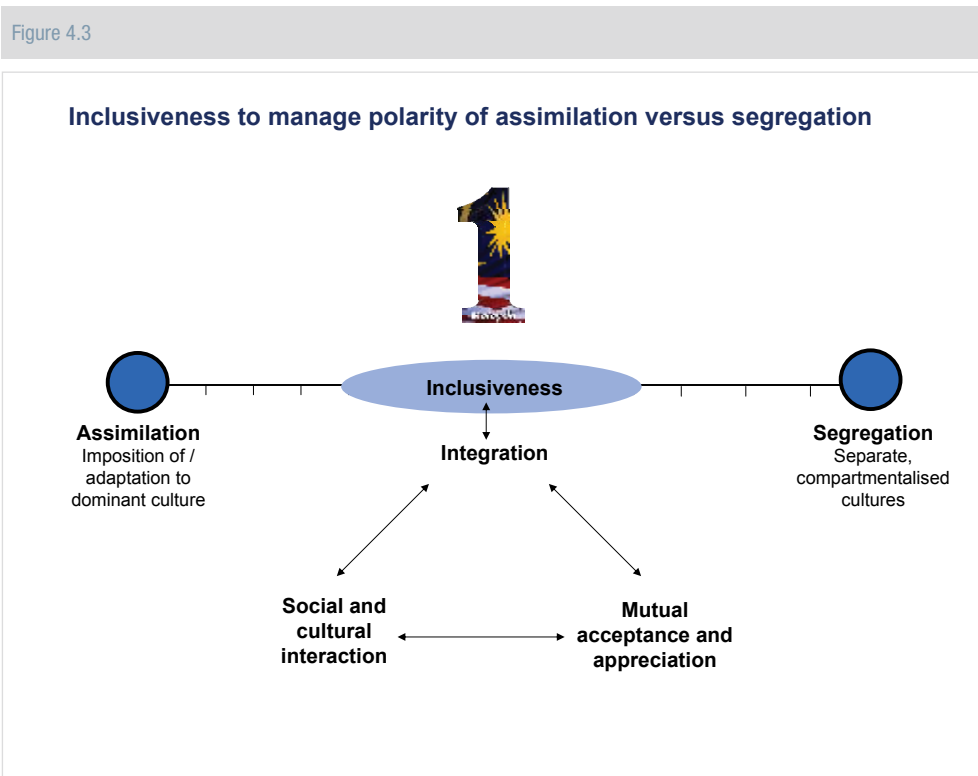 Figure 4.3
Inclusiveness to manage polarity of assimilation versus segregation
Inclusiveness
Assimilation
Imposition of /
adaptation to
dominant culture
Integration
Segregation
Separate,
compartmentalised
cultures
Social and
cultural
interaction
Mutual
acceptance and
appreciation